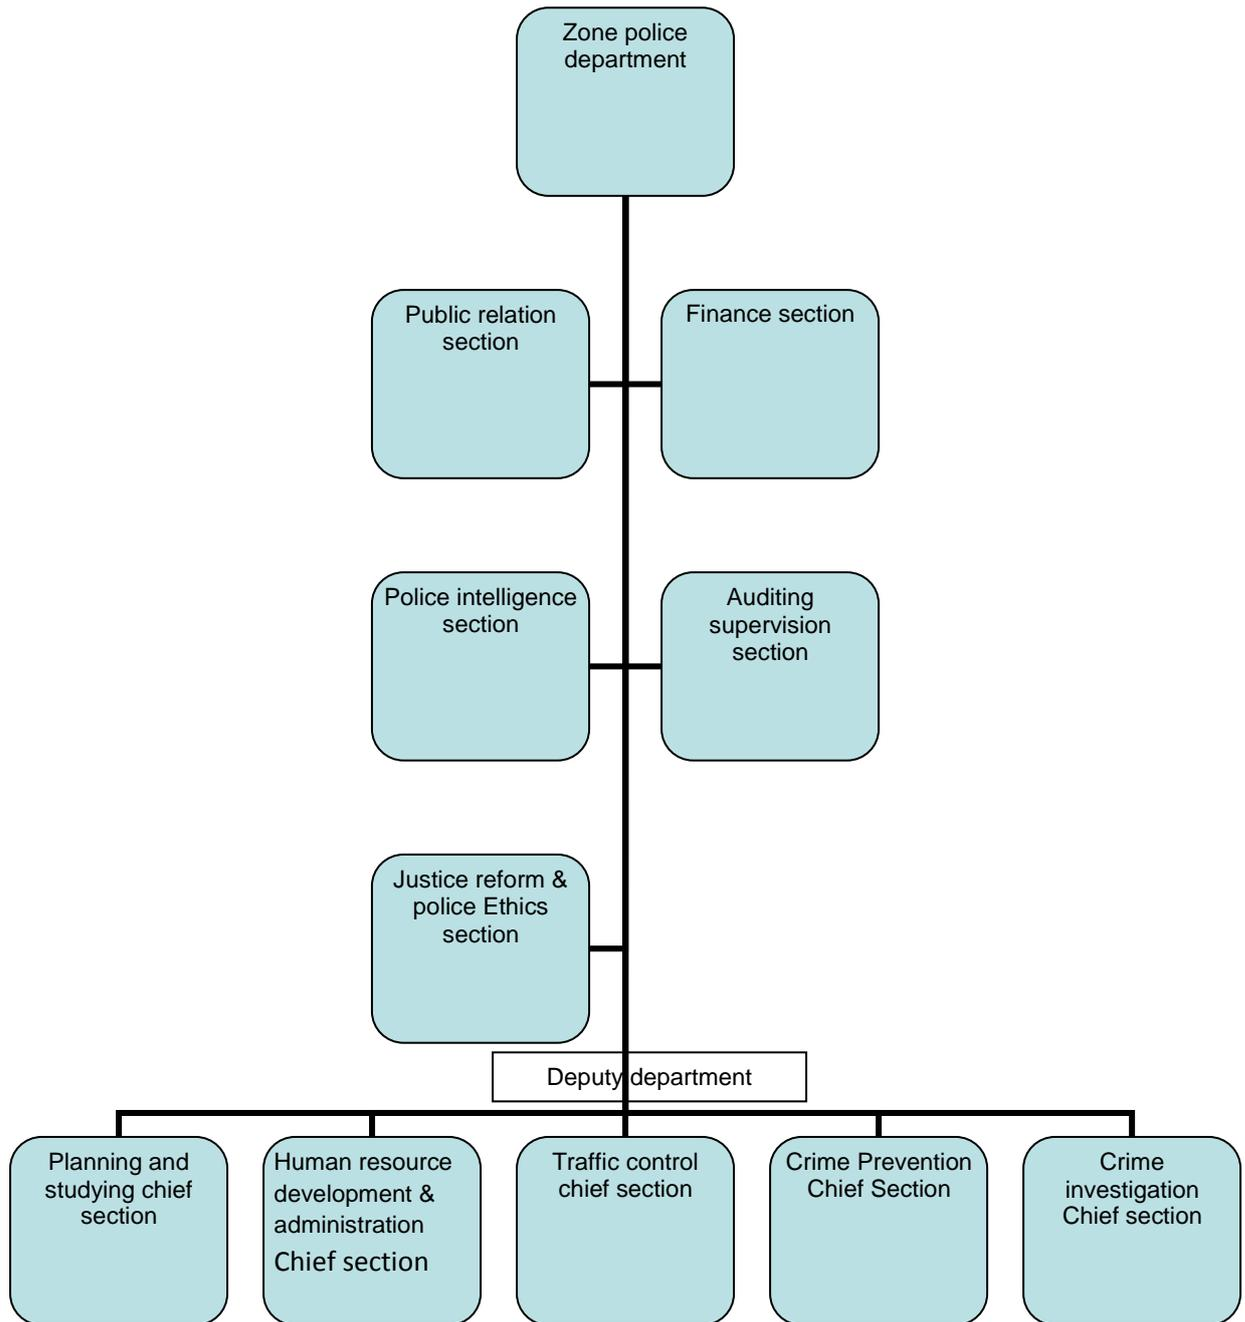 Zone police
department
Public relation
section
Finance section
Police intelligence
section
Auditing
supervision
section
Justice reform &
police Ethics
section
Deputy department
Planning and
studying chief
section
Human resource
development &
administration
Chief section
Traffic control
chief section
Crime Prevention
Chief Section
Crime
investigation
Chief section